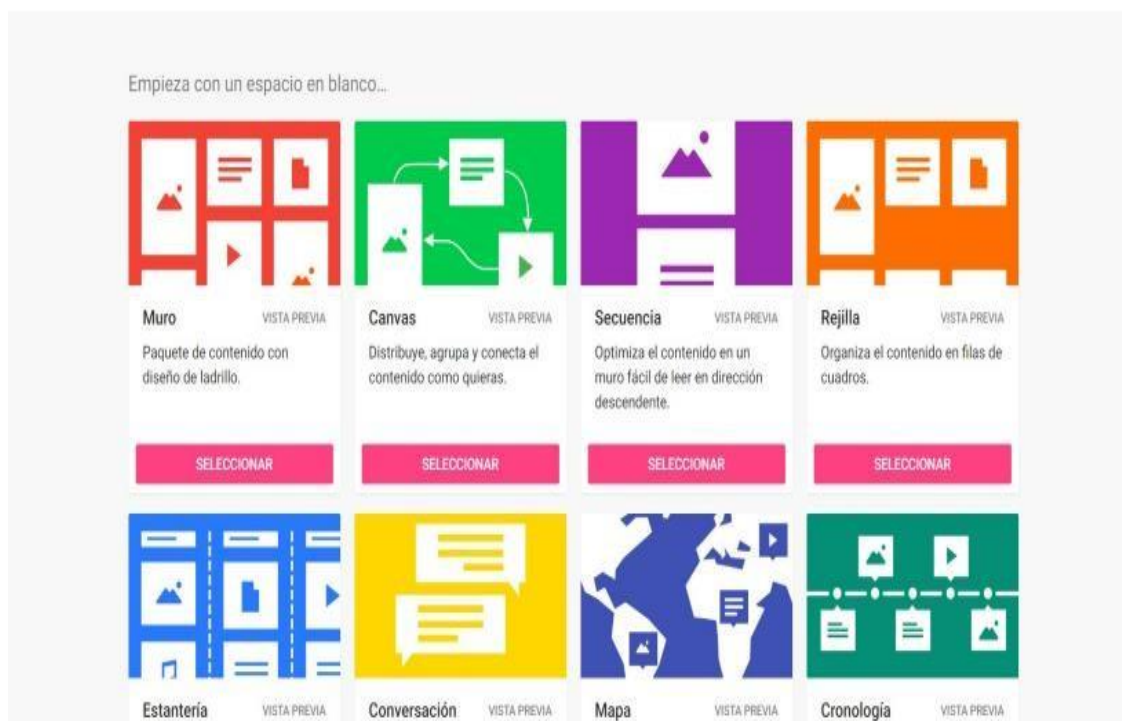 Empieza con un espacio en blanco...
Muro VISTA PREVIA
Paquete de contenido con
diseño de ladrillo.
SELECCIONAR
Canvas VISTA PREVIA
Distribuye, agrupa y conecta el
contenido como quieras.
SELECCIONAR
Secuencia VISTA PREVIA
Optimiza el contenido en un
muro fácil de leer en dirección
descendente.
SELECCIONAR
Rejilla VISTA PREVIA
Organiza el contenido en filas de
cuadros.
SELECCIONAR
Estantería VISTA PREVIA
Conversación VISTA PREVIA
Mapa VISTA PREVIA
Cronología VISTA PREVIA